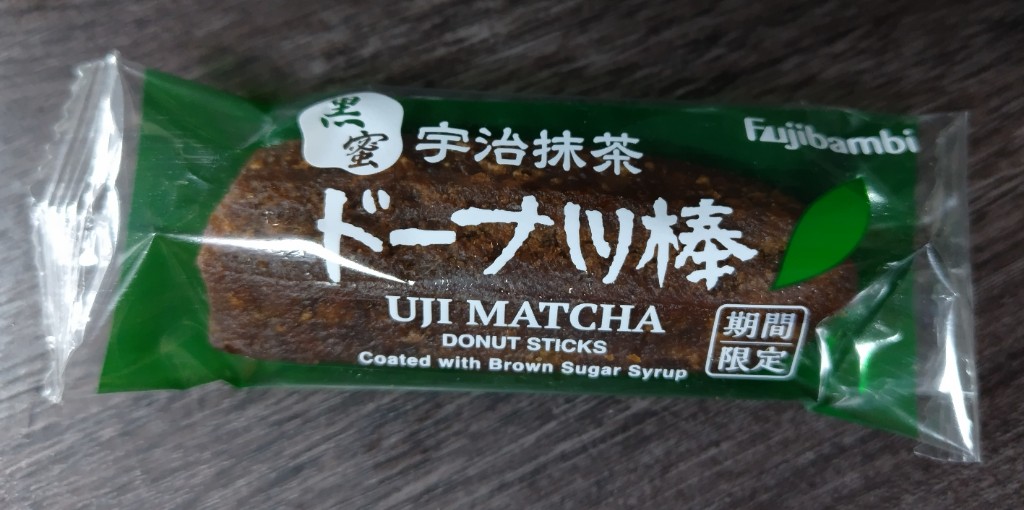 黒蜜
宇治抹茶
Fujibambi
ドーナツ棒
UJI MATCHA
DONUT STICKS
Coated with Brown Sugar Syrup
期間
限定